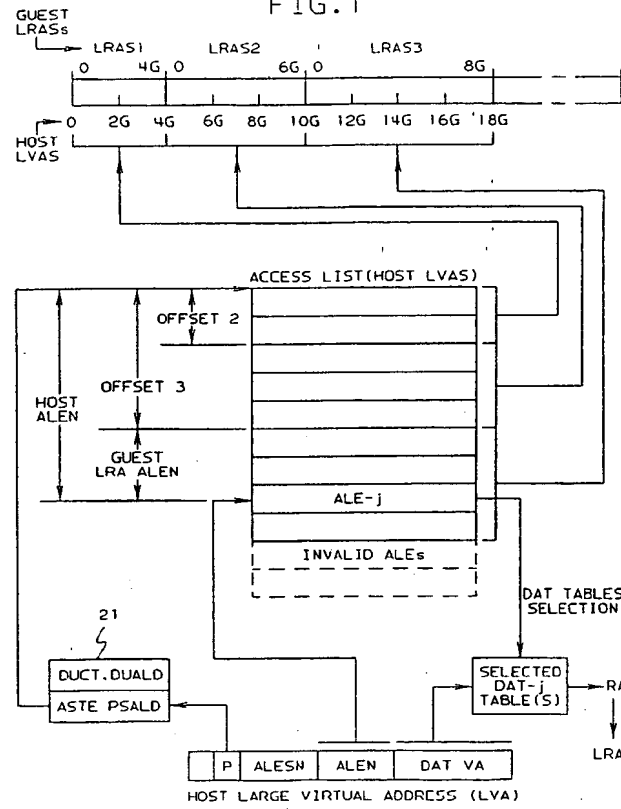 FIG.1
GUEST
LRASs
LRAS1 LRAS2 LRAS3
0 4G 0 6G 0 8G
0 2G 4G 6G 8G 10G 12G 14G 16G 18G
HOST
LVAS
ACCESS LIST(HOST LVAS)
OFFSET 2
OFFSET 3
HOST
ALEN
GUEST
LRA ALEN
ALE-j
INVALID ALEs
DAT TABLES
SELECTION
21
DUCT.DUALD
ASTE PSALD
SELECTED
DAT-j
TABLE(S)
RA
LRA
P ALESN ALEN DAT VA
HOST LARGE VIRTUAL ADDRESS (LVA)